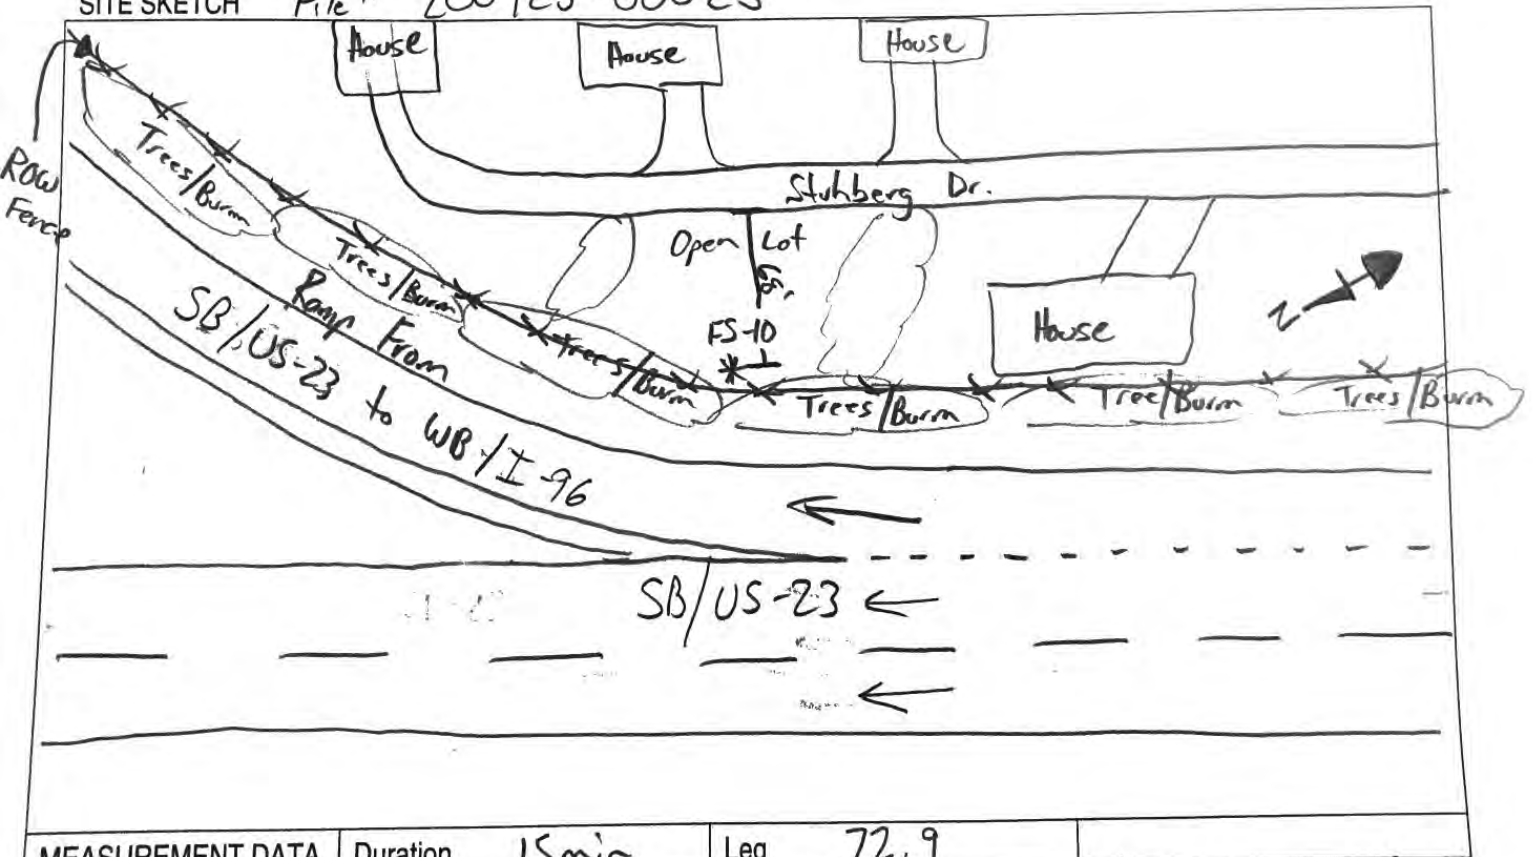 SITE SKETCH File:
House
House
House
ROW
Fence
Trees/Burm
Stuhberg Dr.
Open Lot
Trees/Burm
FS-10
House
N
Ramp From
SB/US-23 to WB/I-96
Trees/Burm
Trees/Burm
Tree/Burm
Trees/Burm
SB/US-23
MEASUREMENT DATA Duration 15min Leq 72.9